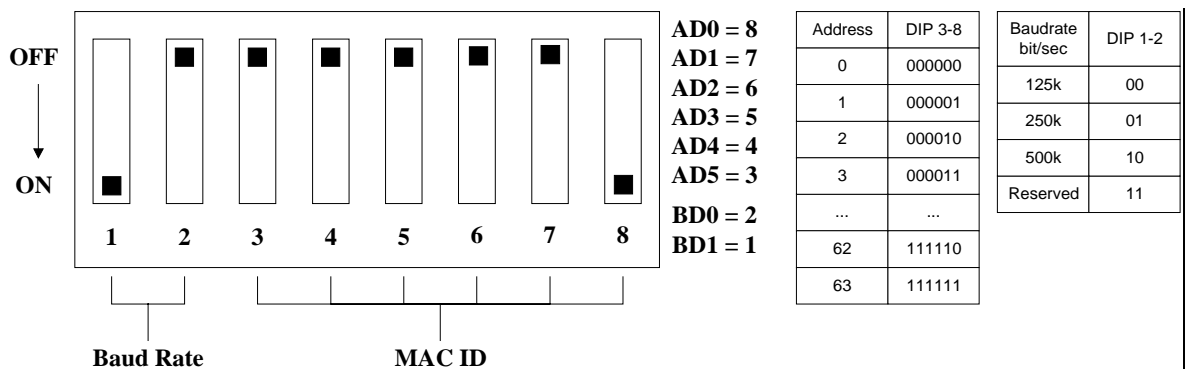 OFF
ON
1 2 3 4 5 6 7 8
Baud Rate
MAC ID
AD0 = 8
AD1 = 7
AD2 = 6
AD3 = 5
AD4 = 4
AD5 = 3
BD0 = 2
BD1 = 1
Address DIP 3-8
0 000000
1 000001
2 000010
3 000011
... ...
62 111110
63 111111
Baudrate
bit/sec DIP 1-2
125k 00
250k 01
500k 10
Reserved 11